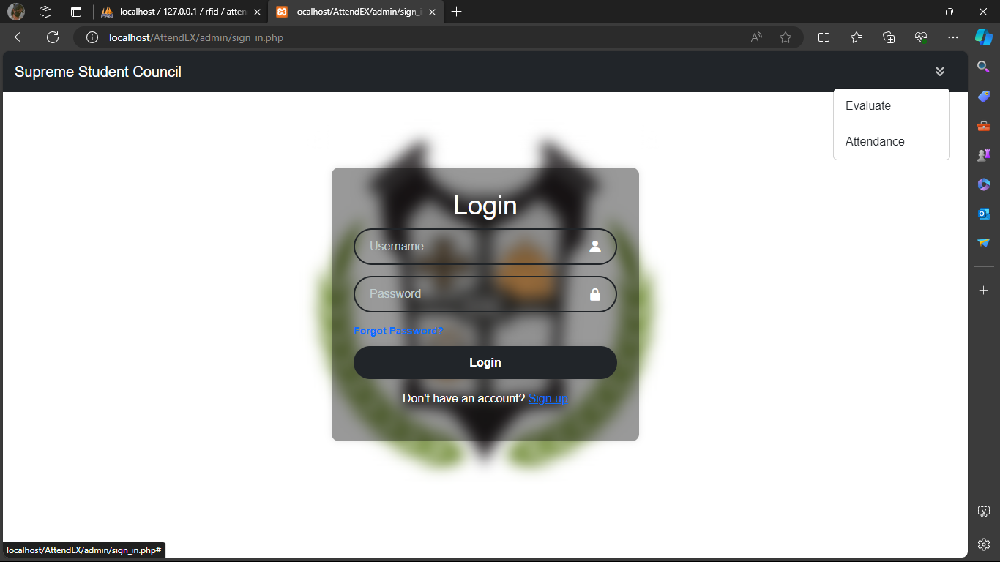 localhost / 127.0.0.1 / rfid / atten
localhost/AttendEX/admin/sign_i
localhost/AttendEX/admin/sign_in.php
Supreme Student Council
Evaluate
Attendance
Login
Username
Password
Forgot Password?
Login
Don't have an account? Sign up
localhost/AttendEX/admin/sign_in.php#